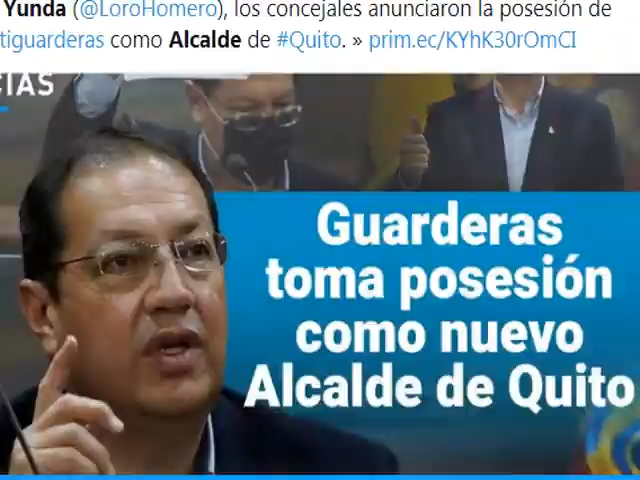 Yunda (@LoroHomero), los concejales anunciaron la posesión de
tiguarderas como Alcalde de #Quito. » prim.ec/KYhK30rOmCI
CIAS
Guarderas
toma posesión
como nuevo
Alcalde de Quito